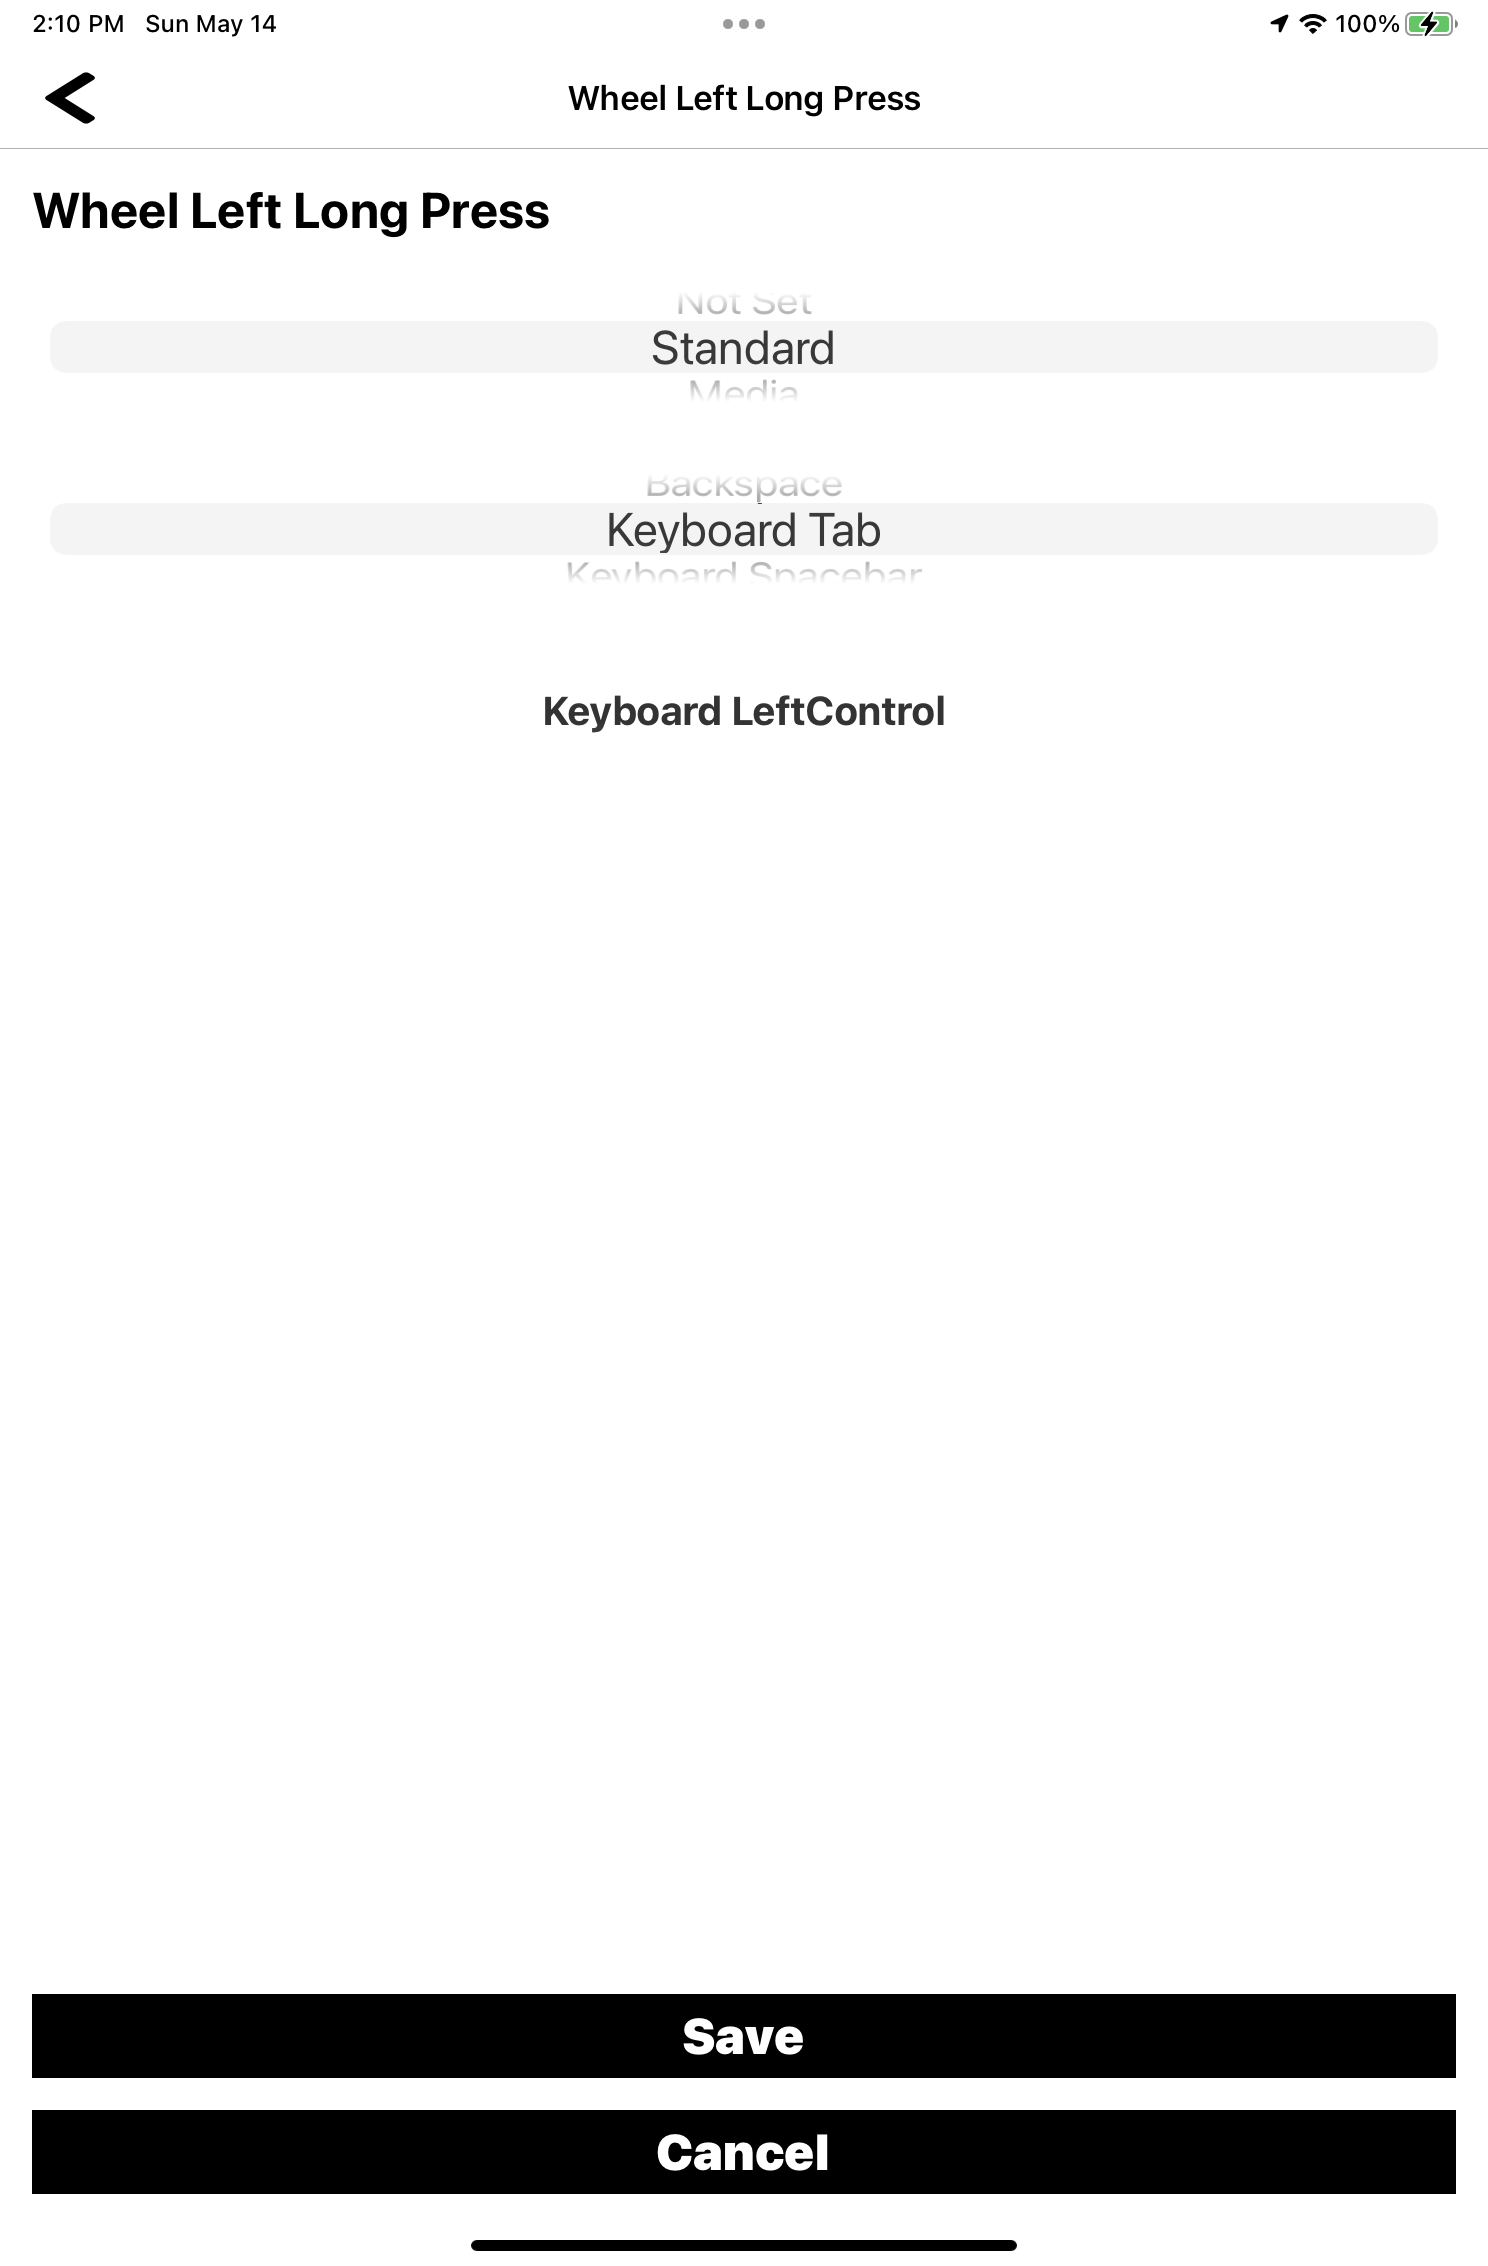 2:10 PM Sun May 14
100%
Wheel Left Long Press
Wheel Left Long Press
Not Set
Standard
Media
Backspace
Keyboard Tab
Keyboard Spacebar
Keyboard LeftControl
Save
Cancel